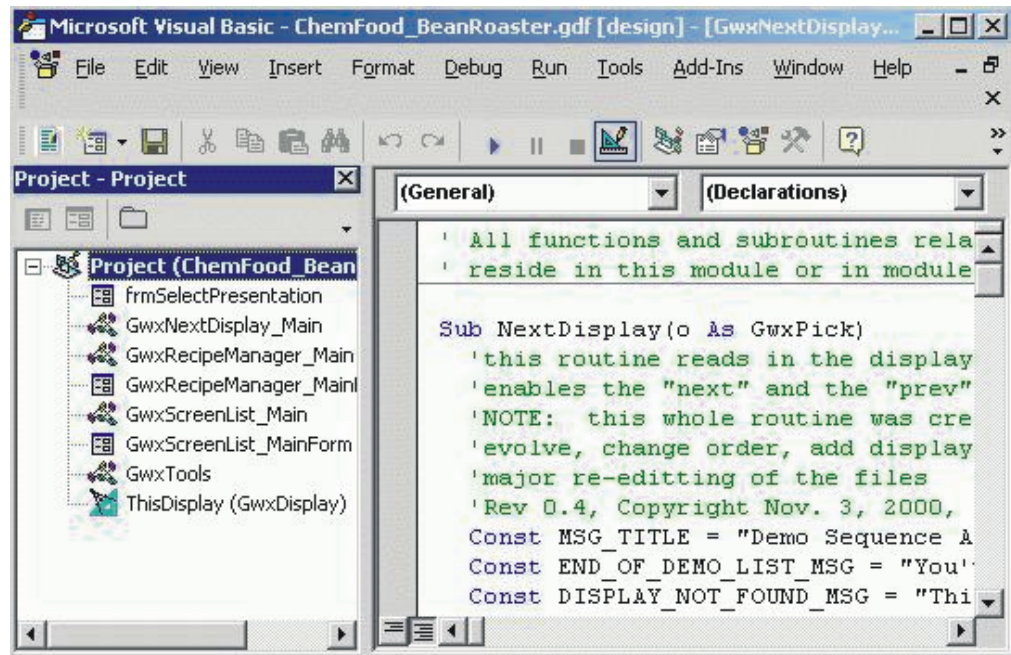 Microsoft Visual Basic - ChemFood_BeanRoaster.gdf [design] - [GwxNextDisplay...
File Edit View Insert Format Debug Run Tools Add-Ins Window Help
Project - Project
Project (ChemFood_Bean
frmSelectPresentation
GwxNextDisplay_Main
GwxRecipeManager_Main
GwxRecipeManager_Mainl
GwxScreenList_Main
GwxScreenList_MainForm
GwxTools
ThisDisplay (GwxDisplay)
(General) (Declarations)
' All functions and subroutines rela
' reside in this module or in module
Sub NextDisplay(o As GwxPick)
'this routine reads in the display
'enables the "next" and the "prev"
'NOTE: this whole routine was cre
'evolve, change order, add display
'major re-editting of the files
'Rev 0.4, Copyright Nov. 3, 2000,
Const MSG_TITLE = "Demo Sequence A
Const END_OF_DEMO_LIST_MSG = "You'
Const DISPLAY_NOT_FOUND_MSG = "Thi